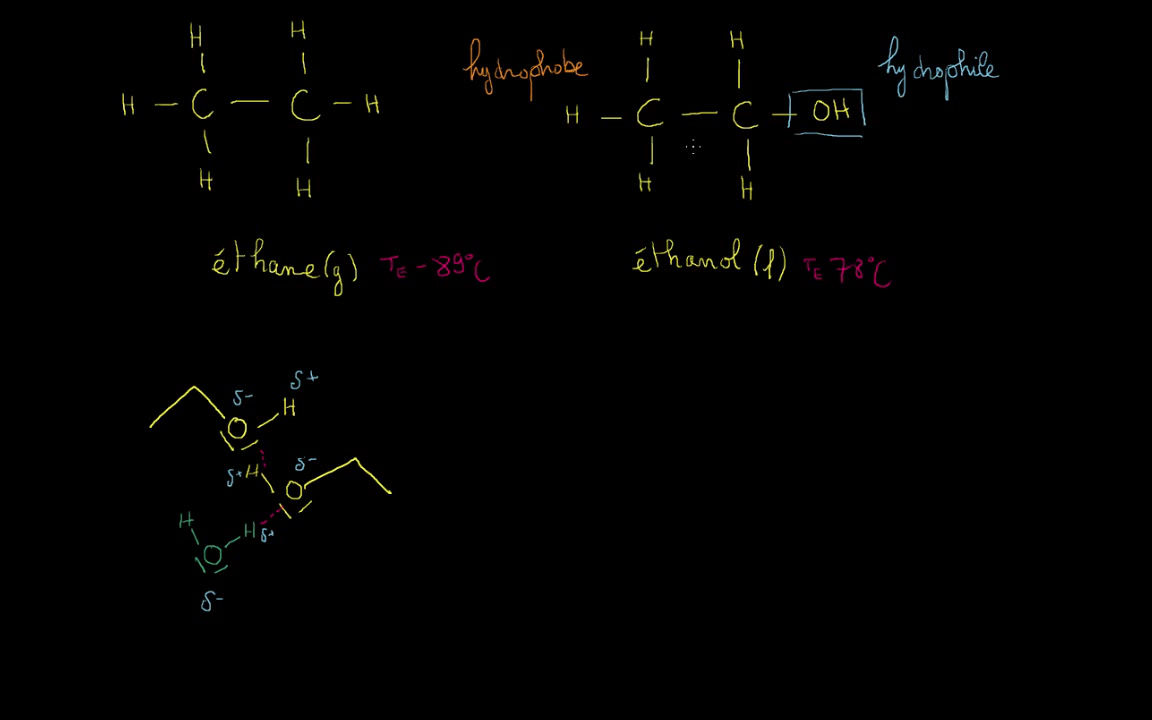 H H
H — C — C — H
H H
hydrophobe
H H
H — C — C — OH
H H
hydrophile
éthane (g) TE -89°C
éthanol (l) TE 78°C
δ- δ+
O H
δ+ H δ-
O
H H δ+
O
δ-